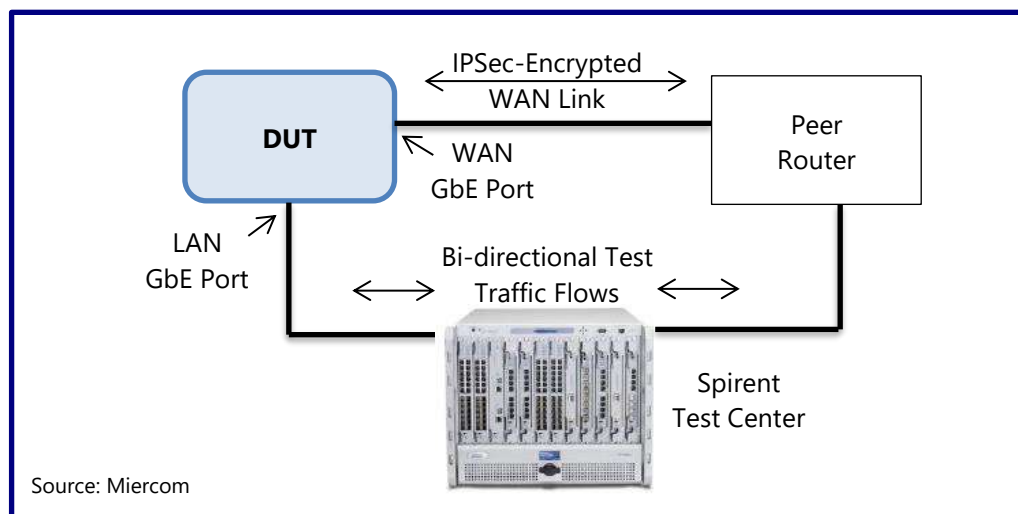 IPSec-Encrypted
WAN Link
DUT
Peer
Router
WAN
GbE Port
LAN
GbE Port
Bi-directional Test
Traffic Flows
Spirent
Test Center
Source: Miercom